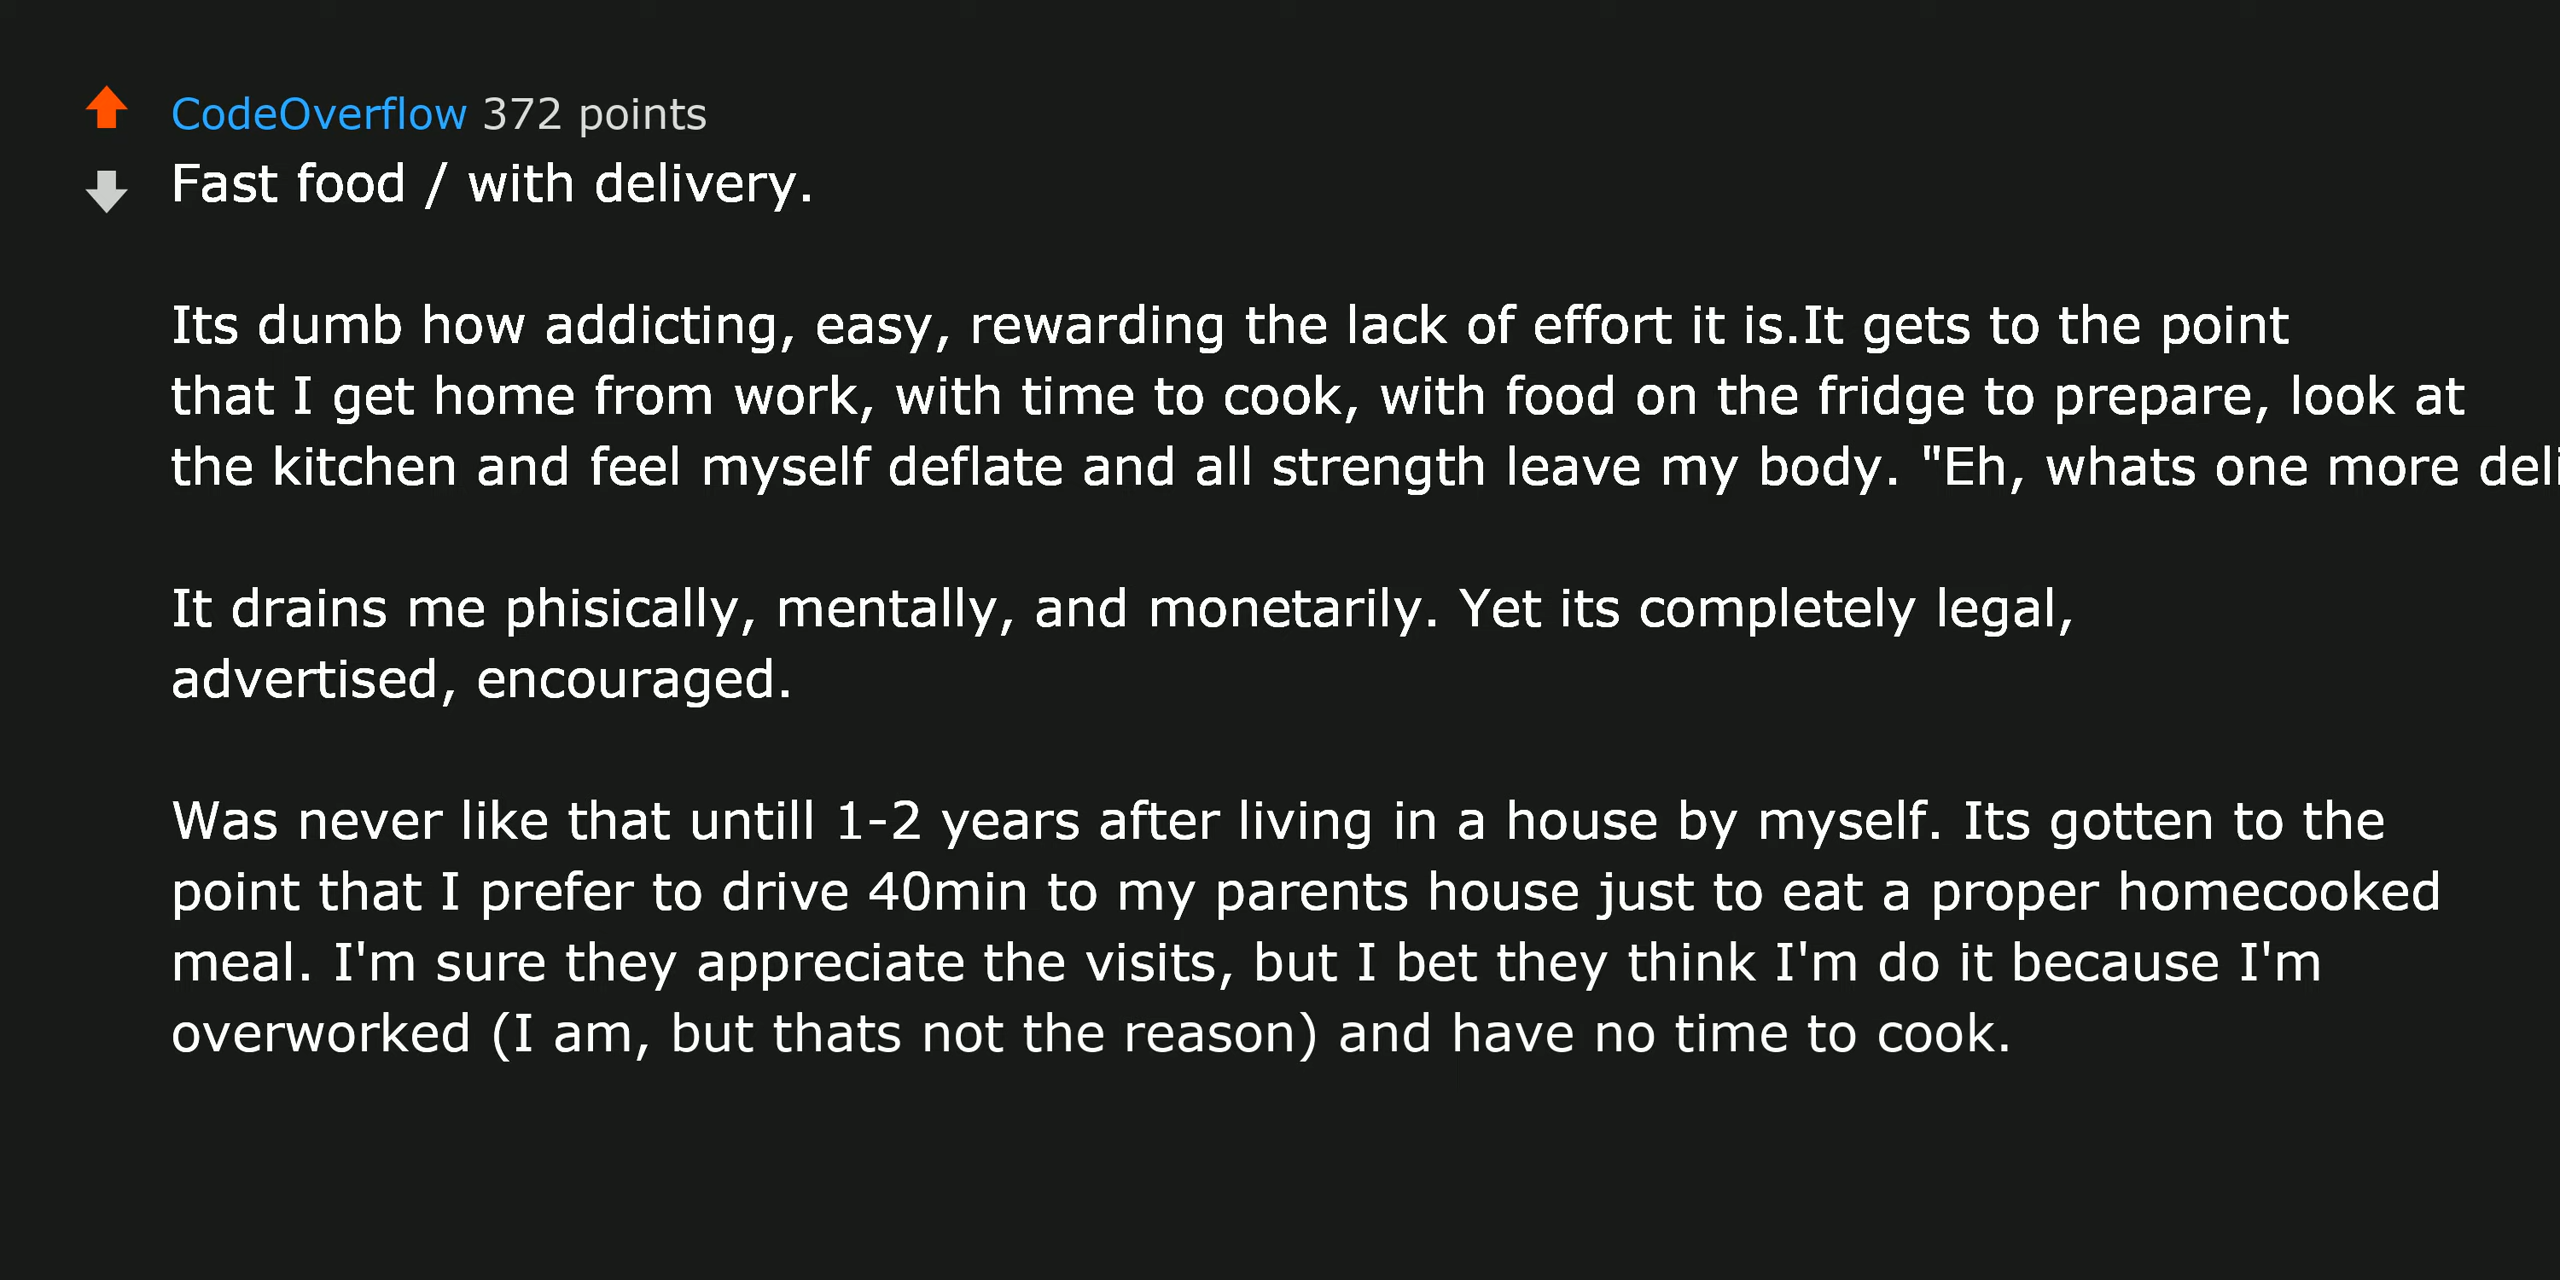 CodeOverflow 372 points
Fast food / with delivery.
Its dumb how addicting, easy, rewarding the lack of effort it is.It gets to the point
that I get home from work, with time to cook, with food on the fridge to prepare, look at
the kitchen and feel myself deflate and all strength leave my body. "Eh, whats one more
It drains me phisically, mentally, and monetarily. Yet its completely legal,
advertised, encouraged.
Was never like that untill 1-2 years after living in a house by myself. Its gotten to the
point that I prefer to drive 40min to my parents house just to eat a proper homecooked
meal. I'm sure they appreciate the visits, but I bet they think I'm do it because I'm
overworked (I am, but thats not the reason) and have no time to cook.